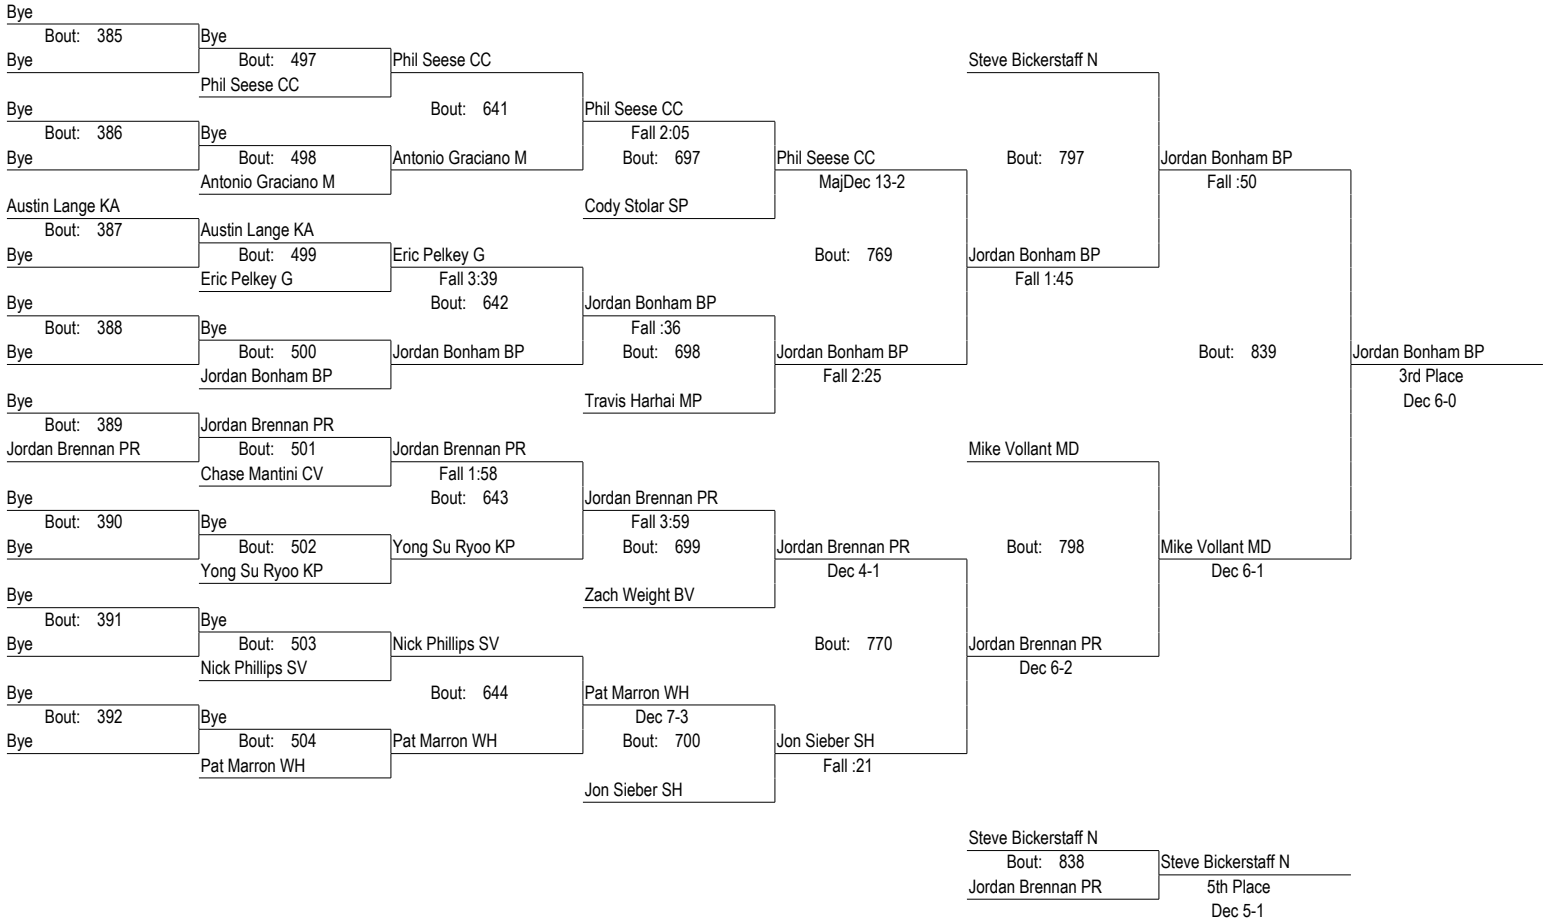 Bye
Bout: 385
Bye
Bye
Bout: 386
Bye
Austin Lange KA
Bout: 387
Bye
Bye
Bout: 388
Bye
Bye
Bout: 389
Jordan Brennan PR
Bye
Bout: 390
Bye
Bye
Bout: 391
Bye
Bye
Bout: 392
Bye
Bye
Bout: 497
Phil Seese CC
Bye
Bout: 498
Antonio Graciano M
Austin Lange KA
Bout: 499
Eric Pelkey G
Bye
Bout: 500
Jordan Bonham BP
Jordan Brennan PR
Bout: 501
Chase Mantini CV
Bye
Bout: 502
Yong Su Ryoo KP
Bye
Bout: 503
Nick Phillips SV
Bye
Bout: 504
Pat Marron WH
Phil Seese CC
Bout: 641
Antonio Graciano M
Eric Pelkey G
Fall 3:39
Bout: 642
Jordan Bonham BP
Jordan Brennan PR
Fall 1:58
Bout: 643
Yong Su Ryoo KP
Nick Phillips SV
Bout: 644
Pat Marron WH
Phil Seese CC
Fall 2:05
Bout: 697
Cody Stolar SP
Jordan Bonham BP
Fall :36
Bout: 698
Travis Harhai MP
Jordan Brennan PR
Fall 3:59
Bout: 699
Zach Weight BV
Pat Marron WH
Dec 7-3
Bout: 700
Jon Sieber SH
Phil Seese CC
MajDec 13-2
Bout: 769
Jordan Bonham BP
Fall 2:25
Jordan Brennan PR
Dec 4-1
Bout: 770
Jon Sieber SH
Fall :21
Steve Bickerstaff N
Bout: 797
Jordan Bonham BP
Fall 1:45
Mike Vollant MD
Bout: 798
Jordan Brennan PR
Dec 6-2
Jordan Bonham BP
Fall :50
Bout: 839
Mike Vollant MD
Dec 6-1
Jordan Bonham BP
3rd Place
Dec 6-0
Steve Bickerstaff N
Bout: 838
Jordan Brennan PR
Steve Bickerstaff N
5th Place
Dec 5-1